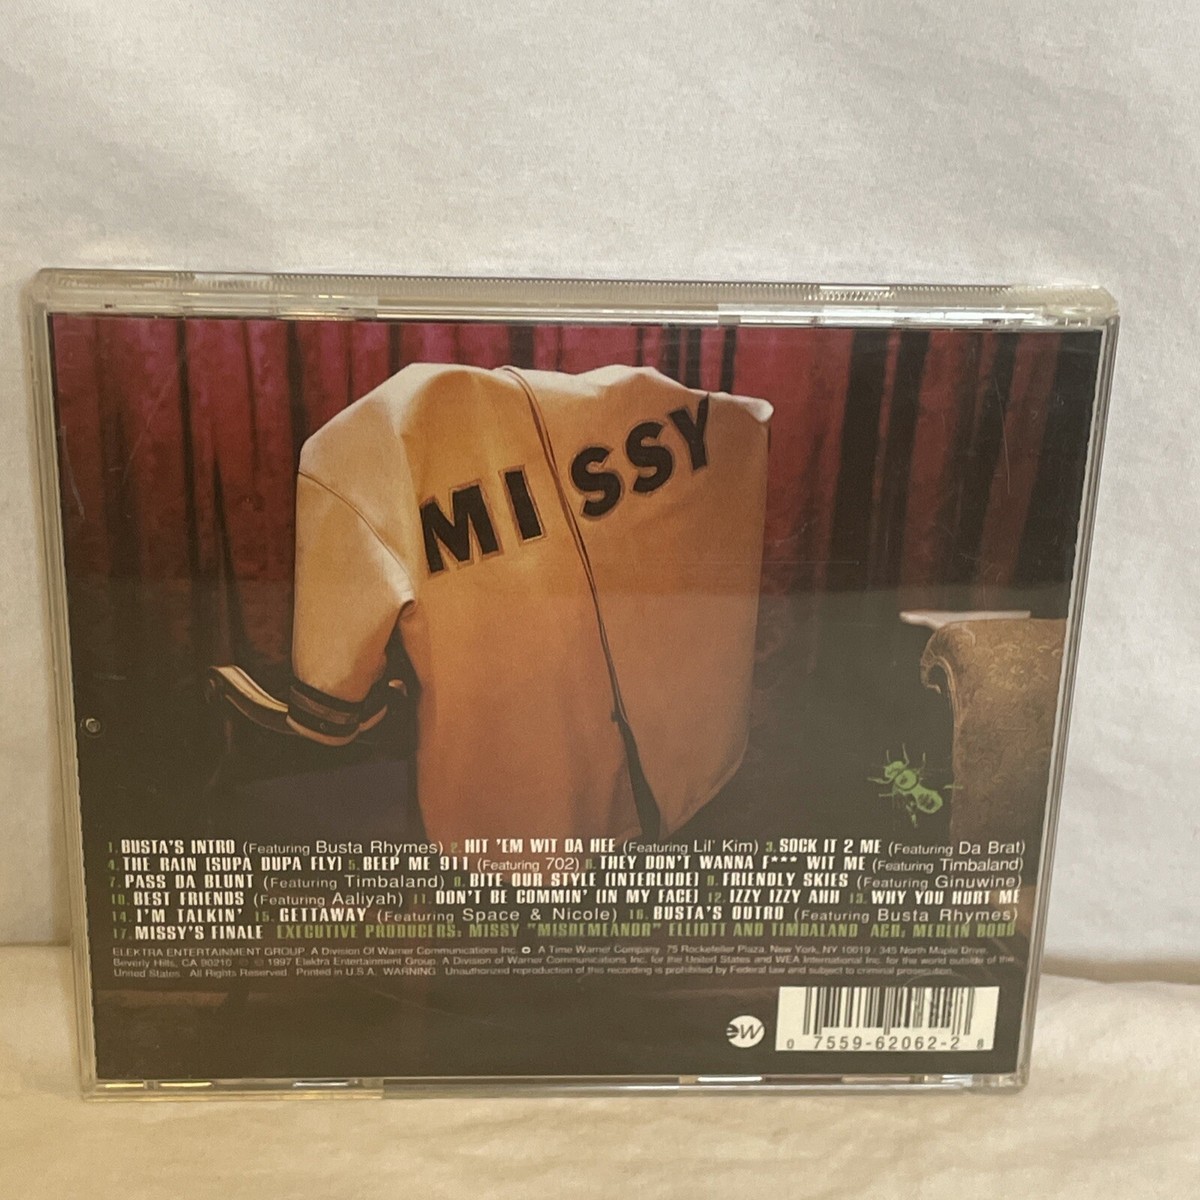 MISSY
1. BUSTA'S INTRO (Featuring Busta Rhymes) 2. HIT 'EM WIT DA HEE (Featuring Lil' Kim) 3. SOCK IT 2 ME (Featuring Da Brat)
4. THE RAIN [SUPA DUPA FLY] 5. BEEP ME 911 (Featuring 702) 6. THEY DON'T WANNA F*** WIT ME (Featuring Timbaland)
7. PASS DA BLUNT (Featuring Timbaland) 8. BITE OUR STYLE [INTERLUDE] 9. FRIENDLY SKIES (Featuring Ginuwine)
10. BEST FRIENDS (Featuring Aaliyah) 11. DON'T BE COMMIN' (IN MY FACE) 12. IZZY IZZY AHH 13. WHY YOU HURT ME
14. I'M TALKIN' 15. GETTAWAY (Featuring Space & Nicole) 16. BUSTA'S OUTRO (Featuring Busta Rhymes)
17. MISSY'S FINALE EXECUTIVE PRODUCERS: MISSY "MISDEMEANOR" ELLIOTT AND TIMBALAND A&R: MERLIN BOBB
ELEKTRA ENTERTAINMENT GROUP. A Division Of Warner Communications Inc. A Time Warner Company. 75 Rockefeller Plaza, New York, NY 10019 / 345 North Maple Drive
Beverly Hills, CA 90210 © 1997 Elektra Entertainment Group. A Division of Warner Communications Inc. for the United States and WEA International Inc. for the world outside of the
United States. All Rights Reserved. Printed in U.S.A. WARNING: Unauthorized reproduction of this recording is prohibited by Federal law and subject to criminal prosecution.
ew
0 7559-62062-2 8